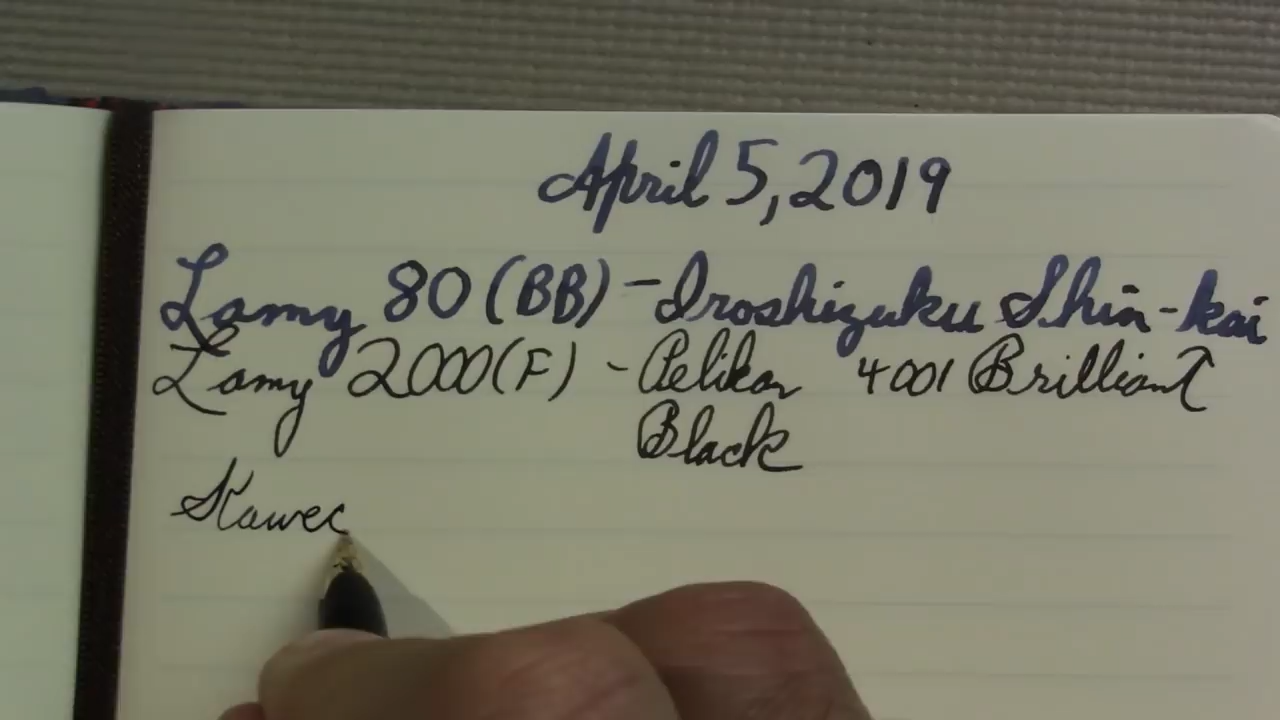 April 5, 2019
Lamy 80 (BB) - Iroshizuku Shin-kai
Lamy 2000 (F) - Pelikan 4001 Brilliant
Black
Kawec